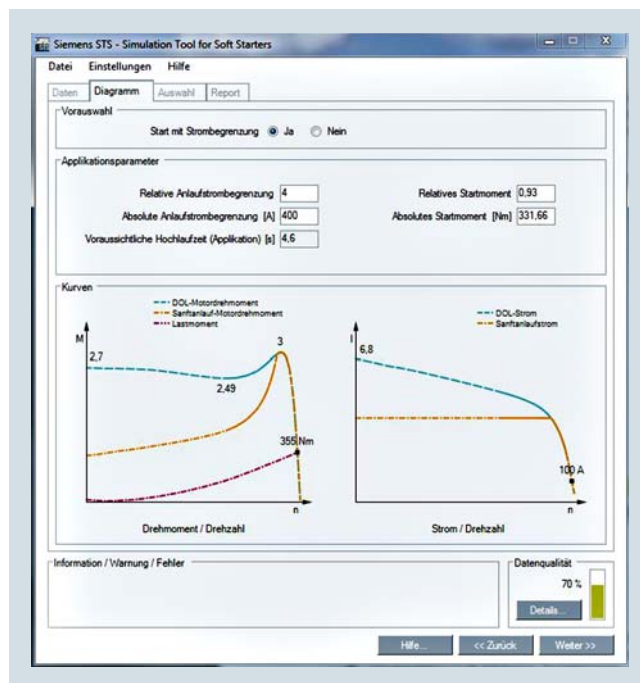 Siemens STS - Simulation Tool for Soft Starters
Datei Einstellungen Hilfe
Daten Diagramm Auswahl Report
Vorauswahl
Start mit Strombegrenzung Ja Nein
Applikationsparameter
Relative Anlaufstrombegrenzung 4 Relatives Startmoment 0,93
Absolute Anlaufstrombegrenzung [A] 400 Absolutes Startmoment [Nm] 331,66
Voraussichtliche Hochlaufzeit (Applikation) [s] 4,6
Kurven
DOL-Motordrehmoment
Sanftanlauf-Motordrehmoment
Lastmoment
M
2,7
2,49
3
355 Nm
n
Drehmoment / Drehzahl
DOL-Strom
Sanftanlaufstrom
I
6,8
100 A
n
Strom / Drehzahl
Information / Warnung / Fehler
Datenqualität
70 %
Details...
Hilfe... << Zurück Weiter >>